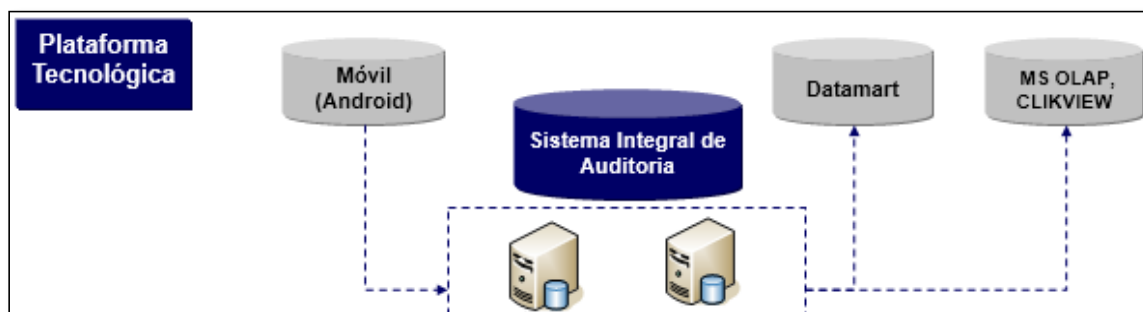 Plataforma
Tecnológica
Móvil
(Android)
Sistema Integral de
Auditoria
Datamart
MS OLAP,
CLIKVIEW